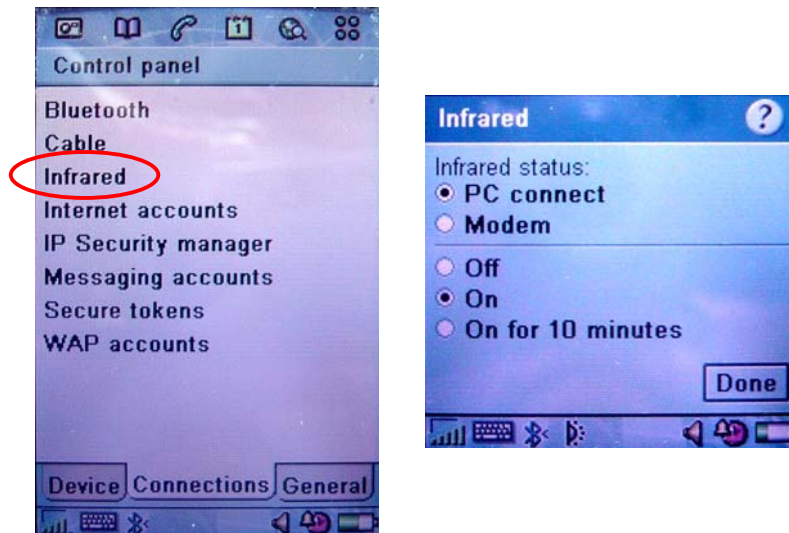 1
Control panel
Bluetooth
Cable
Infrared
Internet accounts
IP Security manager
Messaging accounts
Secure tokens
WAP accounts
Device Connections General
Infrared ?
Infrared status:
PC connect
Modem
Off
On
On for 10 minutes
Done